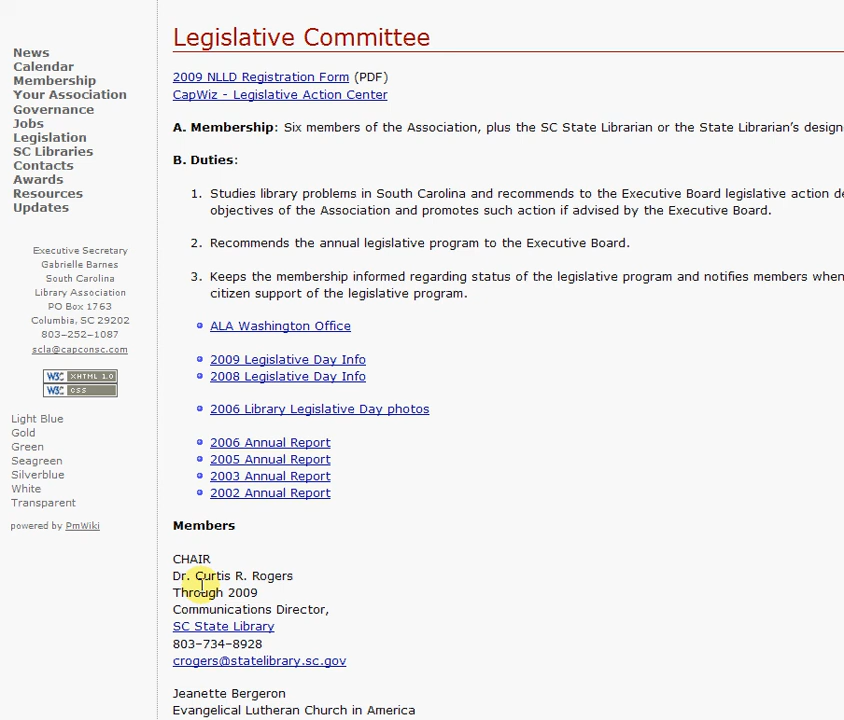 Legislative Committee
News
Calendar
Membership
Your Association
Governance
Jobs
Legislation
SC Libraries
Contacts
Awards
Resources
Updates
Executive Secretary
Gabrielle Barnes
South Carolina
Library Association
PO Box 1763
Columbia, SC 29202
803–252–1087
scla@capconsc.com
W3C XHTML 1.0
W3C CSS
Light Blue
Gold
Green
Seagreen
Silverblue
White
Transparent
powered by PmWiki
2009 NLLD Registration Form (PDF)
CapWiz - Legislative Action Center
A. Membership: Six members of the Association, plus the SC State Librarian or the State Librarian’s design
B. Duties:
1. Studies library problems in South Carolina and recommends to the Executive Board legislative action de
objectives of the Association and promotes such action if advised by the Executive Board.
2. Recommends the annual legislative program to the Executive Board.
3. Keeps the membership informed regarding status of the legislative program and notifies members when
citizen support of the legislative program.
ALA Washington Office
2009 Legislative Day Info
2008 Legislative Day Info
2006 Library Legislative Day photos
2006 Annual Report
2005 Annual Report
2003 Annual Report
2002 Annual Report
Members
CHAIR
Dr. Curtis R. Rogers
Through 2009
Communications Director,
SC State Library
803–734–8928
crogers@statelibrary.sc.gov
Jeanette Bergeron
Evangelical Lutheran Church in America